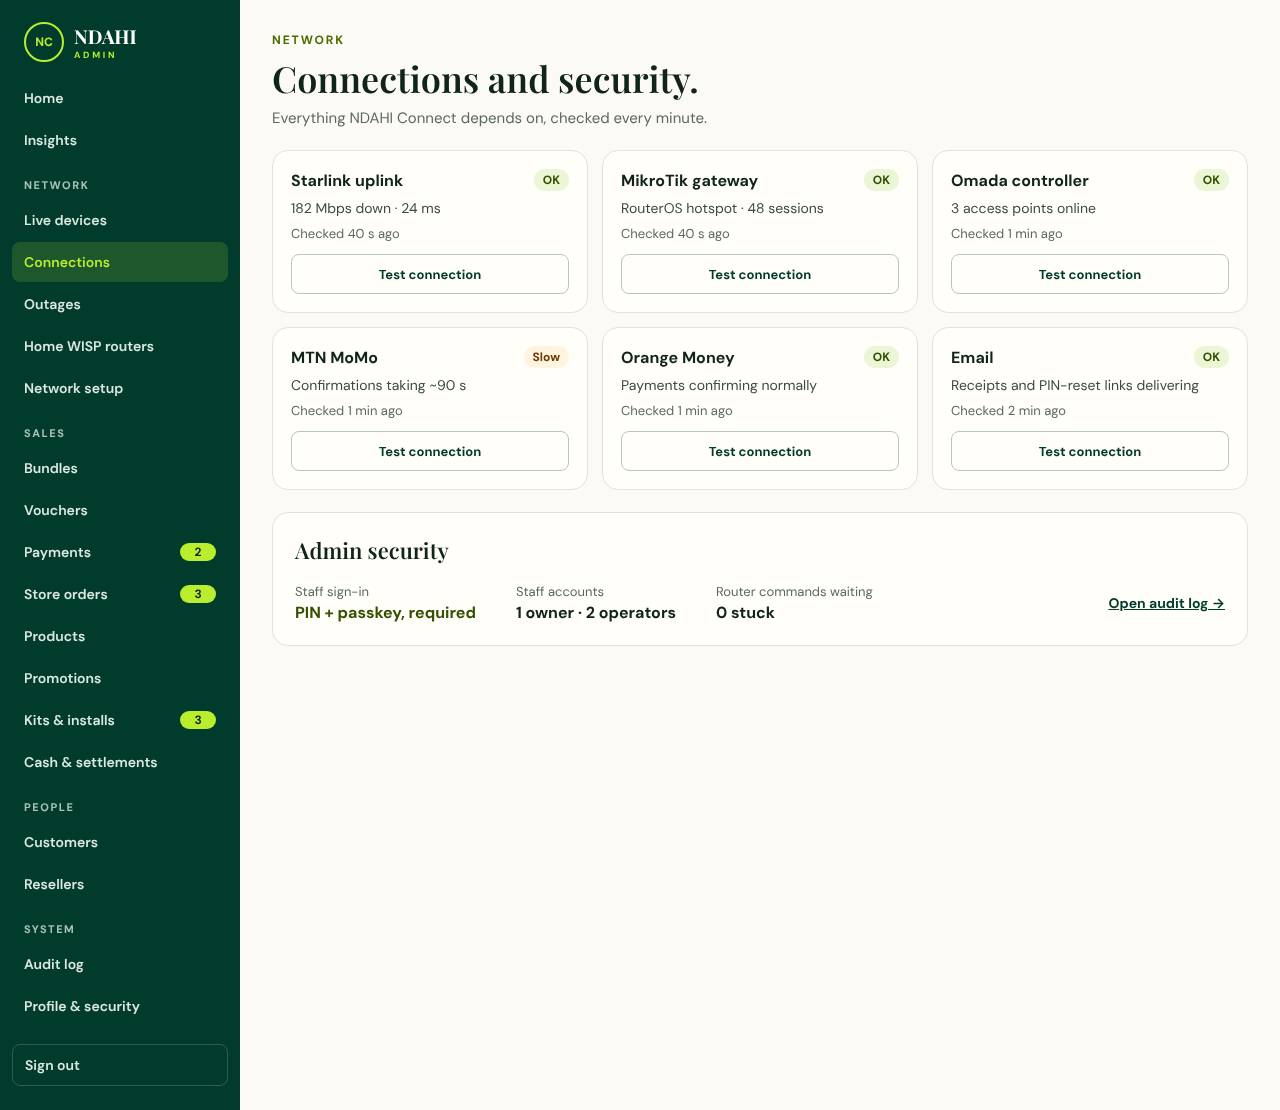 NC
NDAHI
ADMIN
Home
Insights
NETWORK
Live devices
Connections
Outages
Home WISP routers
Network setup
SALES
Bundles
Vouchers
Payments 2
Store orders 3
Products
Promotions
Kits & installs 3
Cash & settlements
PEOPLE
Customers
Resellers
SYSTEM
Audit log
Profile & security
Sign out
NETWORK
Connections and security.
Everything NDAHI Connect depends on, checked every minute.
Starlink uplink OK
182 Mbps down · 24 ms
Checked 40 s ago
Test connection
MikroTik gateway OK
RouterOS hotspot · 48 sessions
Checked 40 s ago
Test connection
Omada controller OK
3 access points online
Checked 1 min ago
Test connection
MTN MoMo Slow
Confirmations taking ~90 s
Checked 1 min ago
Test connection
Orange Money OK
Payments confirming normally
Checked 1 min ago
Test connection
Email OK
Receipts and PIN-reset links delivering
Checked 2 min ago
Test connection
Admin security
Staff sign-in
PIN + passkey, required
Staff accounts
1 owner · 2 operators
Router commands waiting
0 stuck
Open audit log →